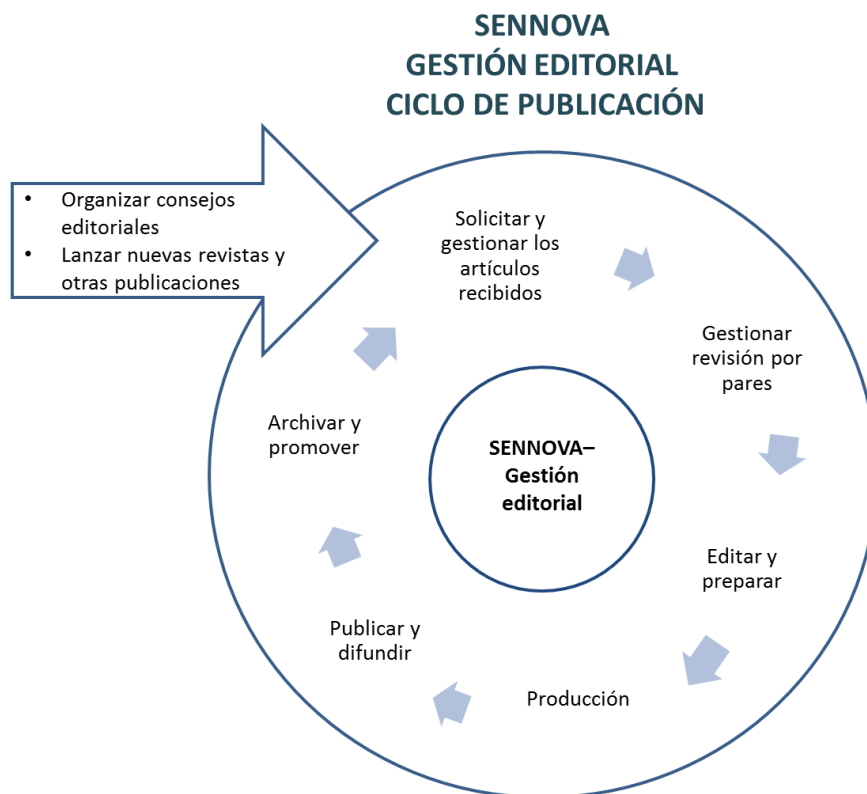 SENNOVA
GESTIÓN EDITORIAL
CICLO DE PUBLICACIÓN
• Organizar consejos
editoriales
• Lanzar nuevas revistas y
otras publicaciones
Solicitar y
gestionar los
artículos
recibidos
Gestionar
revisión por
pares
Editar y
preparar
Producción
Publicar y
difundir
Archivar y
promover
SENNOVA–
Gestión
editorial